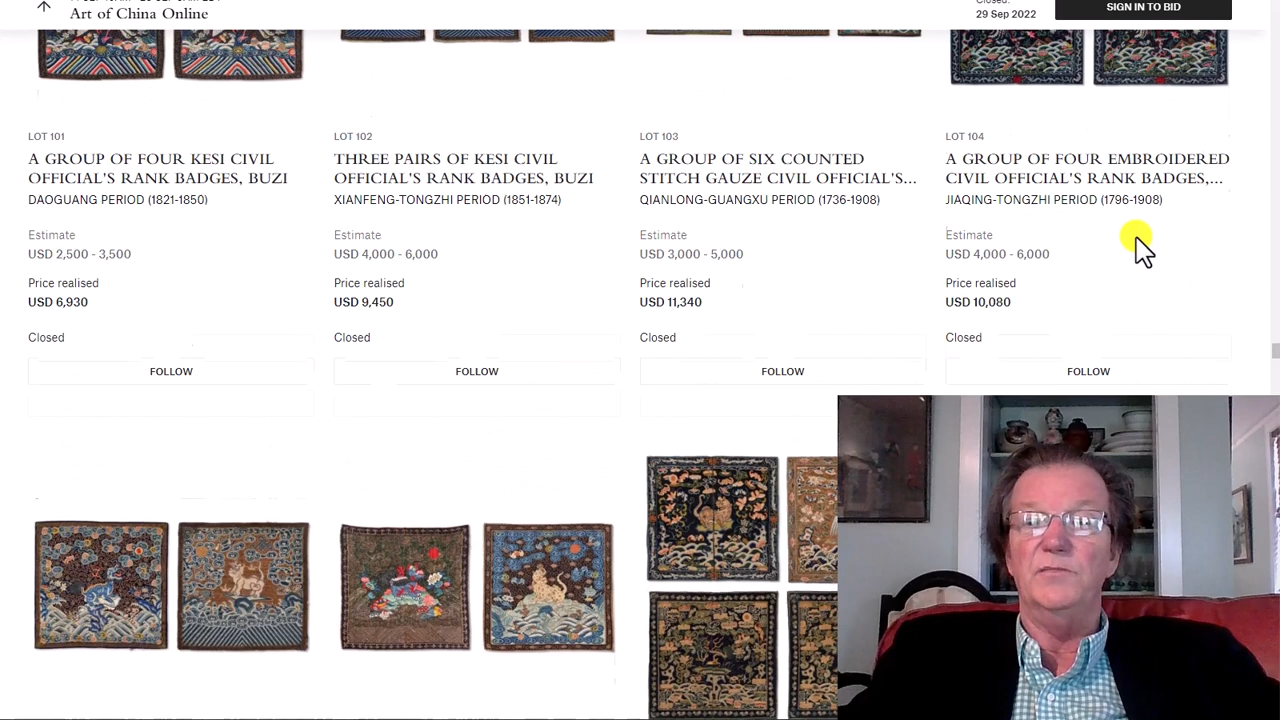 Art of China Online
Closed:
29 Sep 2022
SIGN IN TO BID
LOT 101
A GROUP OF FOUR KESI CIVIL
OFFICIAL'S RANK BADGES, BUZI
DAOGUANG PERIOD (1821-1850)
Estimate
USD 2,500 - 3,500
Price realised
USD 6,930
Closed
FOLLOW
LOT 102
THREE PAIRS OF KESI CIVIL
OFFICIAL'S RANK BADGES, BUZI
XIANFENG-TONGZHI PERIOD (1851-1874)
Estimate
USD 4,000 - 6,000
Price realised
USD 9,450
Closed
FOLLOW
LOT 103
A GROUP OF SIX COUNTED
STITCH GAUZE CIVIL OFFICIAL'S...
QIANLONG-GUANGXU PERIOD (1736-1908)
Estimate
USD 3,000 - 5,000
Price realised
USD 11,340
Closed
FOLLOW
LOT 104
A GROUP OF FOUR EMBROIDERED
CIVIL OFFICIAL'S RANK BADGES,...
JIAQING-TONGZHI PERIOD (1796-1908)
Estimate
USD 4,000 - 6,000
Price realised
USD 10,080
Closed
FOLLOW